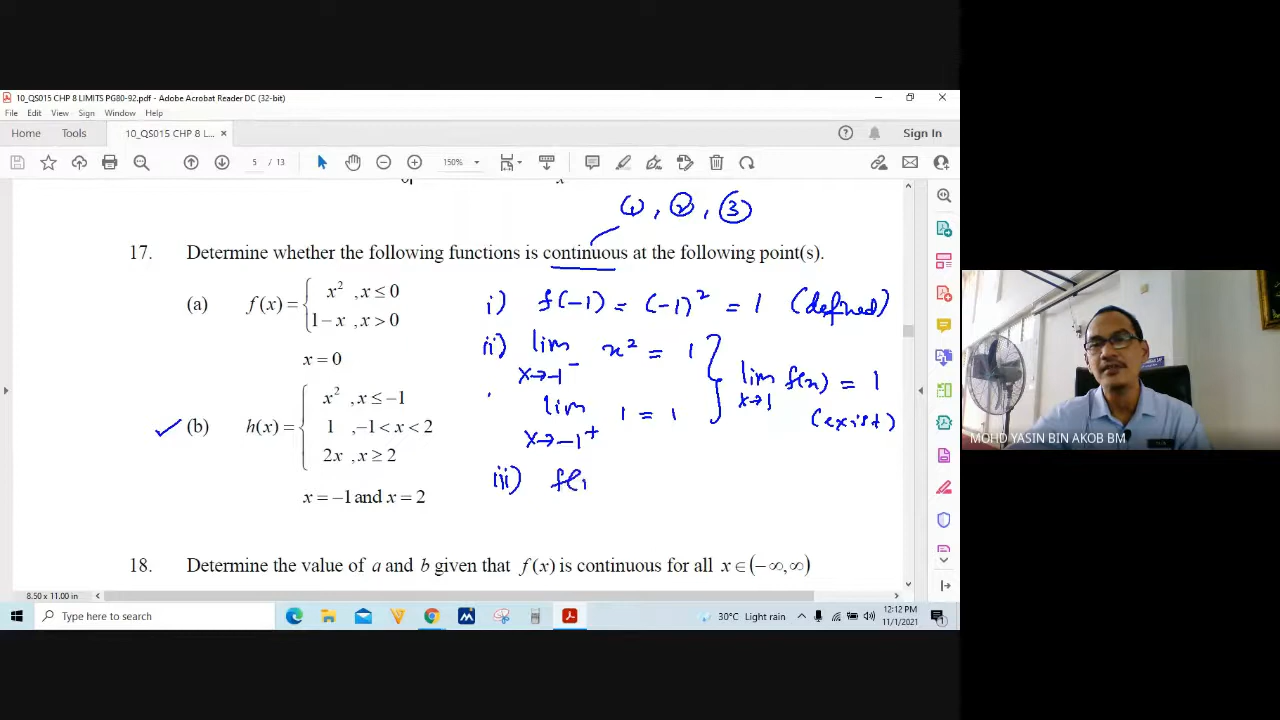 10_QS015 CHP 8 LIMITS PG80-92.pdf - Adobe Acrobat Reader DC (32-bit)
File Edit View Sign Window Help
Home Tools 10_QS015 CHP 8 L... × Sign In
5 / 13 150%
①, ②, ③
17. Determine whether the following functions is continuous at the following point(s).
(a) f(x) = { x² , x ≤ 0
1 − x , x > 0
x = 0
✓ (b) h(x) = { x² , x ≤ −1
1 , −1 < x < 2
2x , x ≥ 2
x = −1 and x = 2
i) f(−1) = (−1)² = 1 (defined)
ii) lim x→−1⁻ x² = 1
lim x→−1⁺ 1 = 1
} lim x→1 f(x) = 1
(exist)
iii) f(
18. Determine the value of a and b given that f(x) is continuous for all x ∈ (−∞, ∞)
8.50 x 11.00 in
Type here to search
30°C Light rain
12:12 PM
11/1/2021
MOHD YASIN BIN AKOB BM